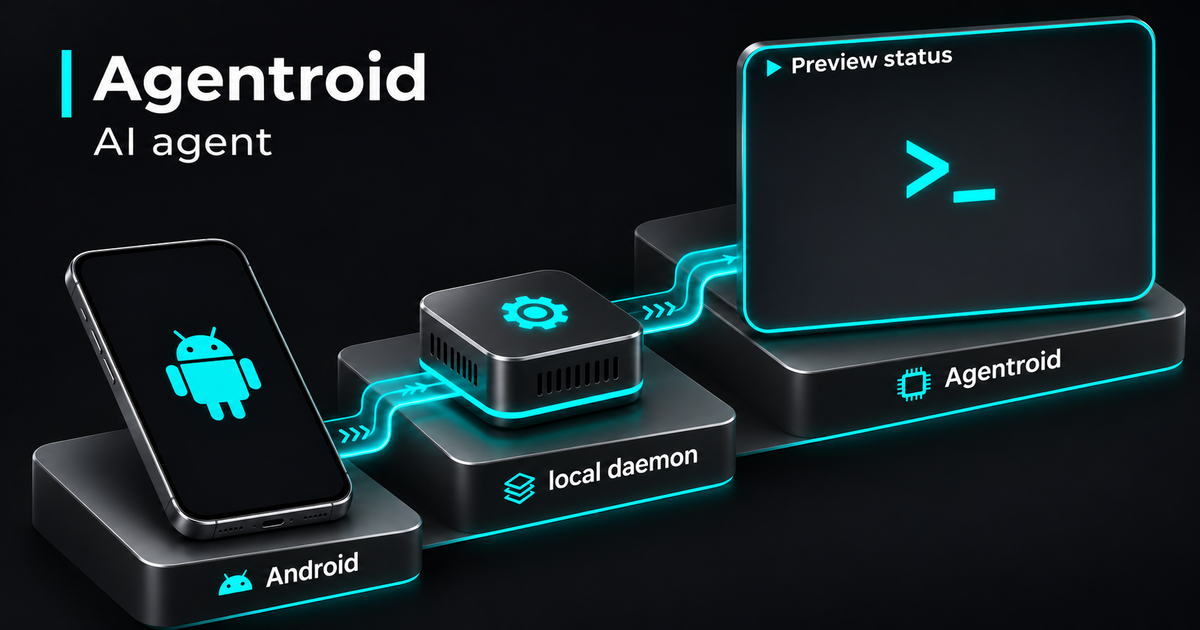 Agentroid
AI agent
Preview status
>_
Agentroid
local daemon
Android